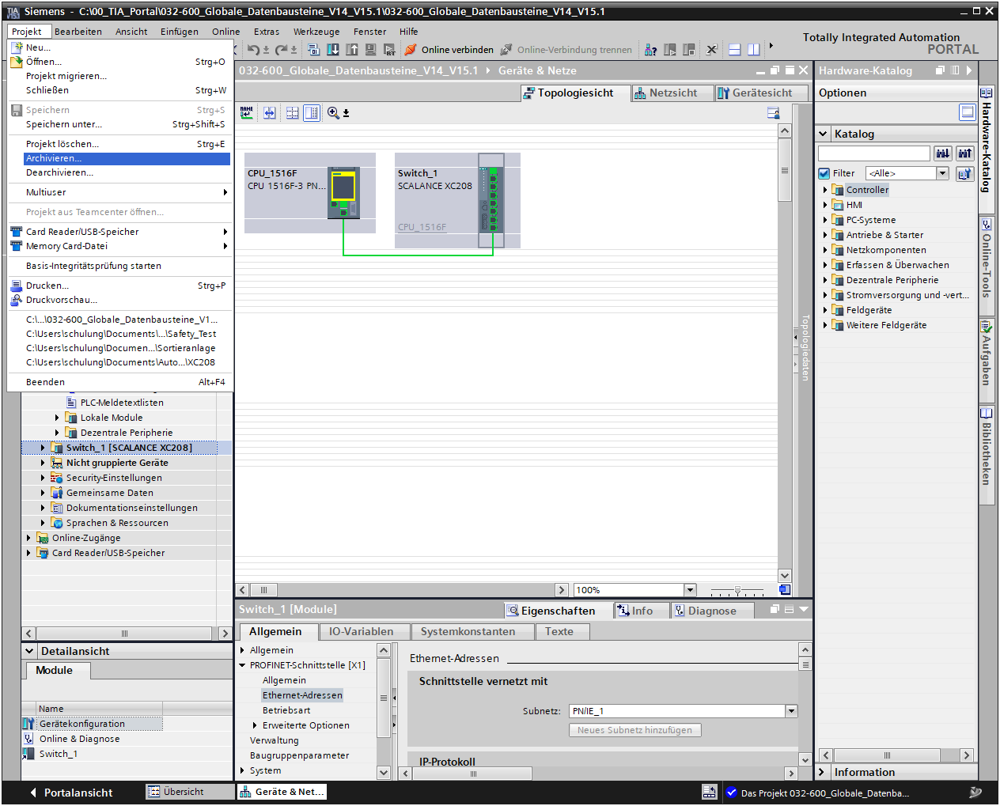 Siemens - C:\00_TIA_Portal\032-600_Globale_Datenbausteine_V14_V15.1\032-600_Globale_Datenbausteine_V14_V15.1
Projekt Bearbeiten Ansicht Einfügen Online Extras Werkzeuge Fenster Hilfe
Totally Integrated Automation
PORTAL
Online verbinden Online-Verbindung trennen
Neu...
Öffnen... Strg+O
Projekt migrieren...
Schließen Strg+W
Speichern Strg+S
Speichern unter... Strg+Shift+S
Projekt löschen... Strg+E
Archivieren...
Dearchivieren...
Multiuser
Projekt aus Teamcenter öffnen...
Card Reader/USB-Speicher
Memory Card-Datei
Basis-Integritätsprüfung starten
Drucken... Strg+P
Druckvorschau...
C:\...\032-600_Globale_Datenbausteine_V1...
C:\Users\schulung\Documents\...\Safety_Test
C:\Users\schulung\Documen...\Sortieranlage
C:\Users\schulung\Documents\Auto...\XC208
Beenden Alt+F4
PLC-Meldetextlisten
Lokale Module
Dezentrale Peripherie
Switch_1 [SCALANCE XC208]
Nicht gruppierte Geräte
Security-Einstellungen
Gemeinsame Daten
Dokumentationseinstellungen
Sprachen & Ressourcen
Online-Zugänge
Card Reader/USB-Speicher
Detailansicht
Module
Name
Gerätekonfiguration
Online & Diagnose
Switch_1
032-600_Globale_Datenbausteine_V14_V15.1 Geräte & Netze
Topologiesicht Netzsicht Gerätesicht
NAME
CPU_1516F
CPU 1516F-3 PN...
Switch_1
SCALANCE XC208
CPU_1516F
Topologiedaten
100%
Switch_1 [Module]
Eigenschaften Info Diagnose
Allgemein IO-Variablen Systemkonstanten Texte
Allgemein
PROFINET-Schnittstelle [X1]
Allgemein
Ethernet-Adressen
Betriebsart
Erweiterte Optionen
Verwaltung
Baugruppenparameter
System
Ethernet-Adressen
Schnittstelle vernetzt mit
Subnetz: PN/IE_1
Neues Subnetz hinzufügen
IP-Protokoll
Hardware-Katalog
Optionen
Katalog
Filter <Alle>
Controller
HMI
PC-Systeme
Antriebe & Starter
Netzkomponenten
Erfassen & Überwachen
Dezentrale Peripherie
Stromversorgung und -vert...
Feldgeräte
Weitere Feldgeräte
Information
Hardware-Katalog
Online-Tools
Aufgaben
Bibliotheken
Portalansicht Übersicht Geräte & Net... Das Projekt 032-600_Globale_Datenba...